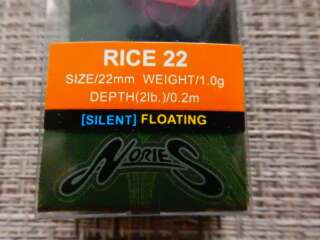 RICE 22
SIZE/22mm WEIGHT/1.0g
DEPTH(2lb.)/0.2m
[SILENT] FLOATING
NORIES